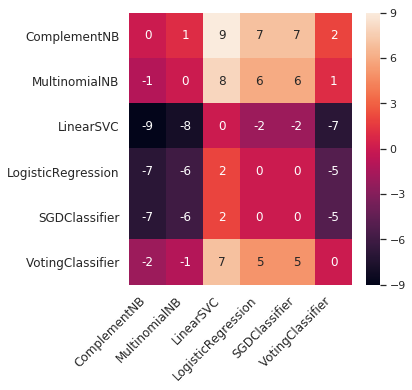 ComplementNB 0 1 9 7 7 2
MultinomialNB -1 0 8 6 6 1
LinearSVC -9 -8 0 -2 -2 -7
LogisticRegression -7 -6 2 0 0 -5
SGDClassifier -7 -6 2 0 0 -5
VotingClassifier -2 -1 7 5 5 0
ComplementNB
MultinomialNB
LinearSVC
LogisticRegression
SGDClassifier
VotingClassifier
9
6
3
0
−3
−6
−9